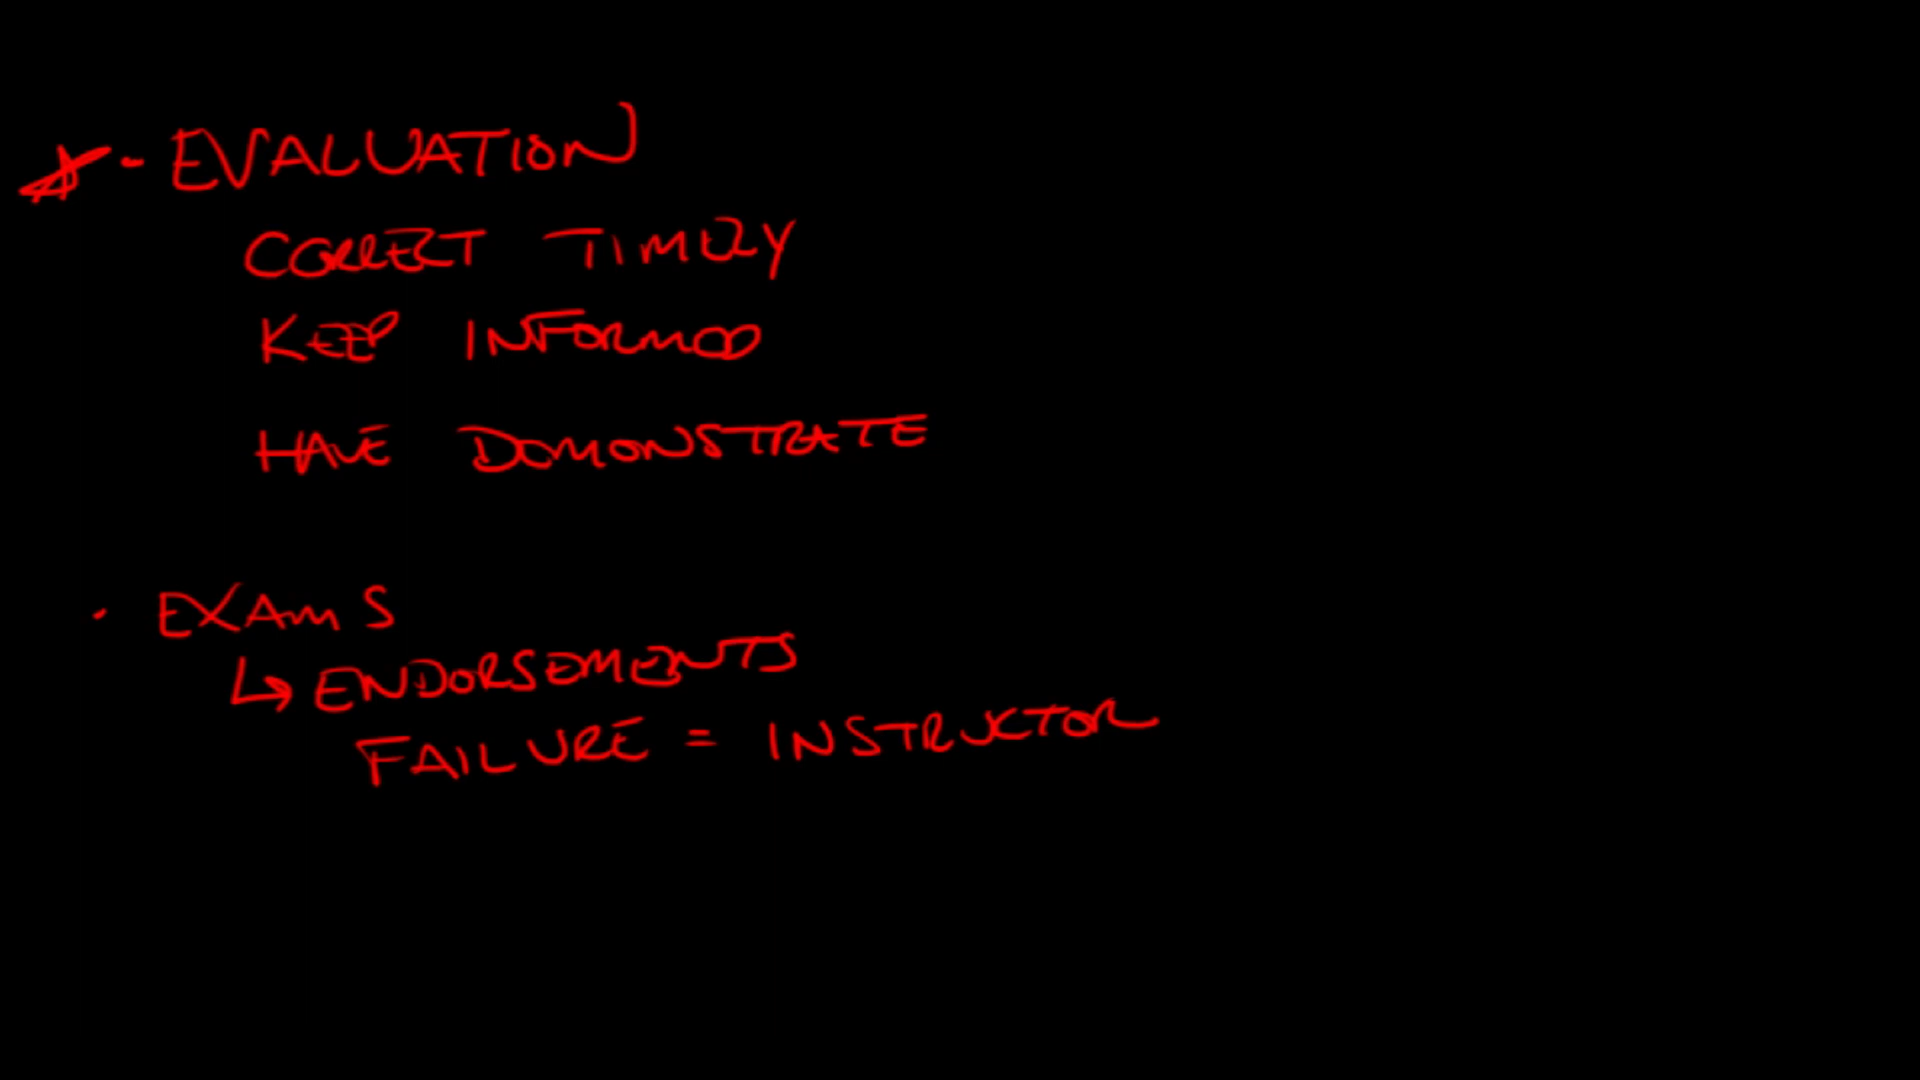 - EVALUATION
CORRECT TIMELY
KEEP INFORMED
HAVE DEMONSTRATE
· EXAMS
↳ ENDORSEMENTS
FAILURE = INSTRUCTOR